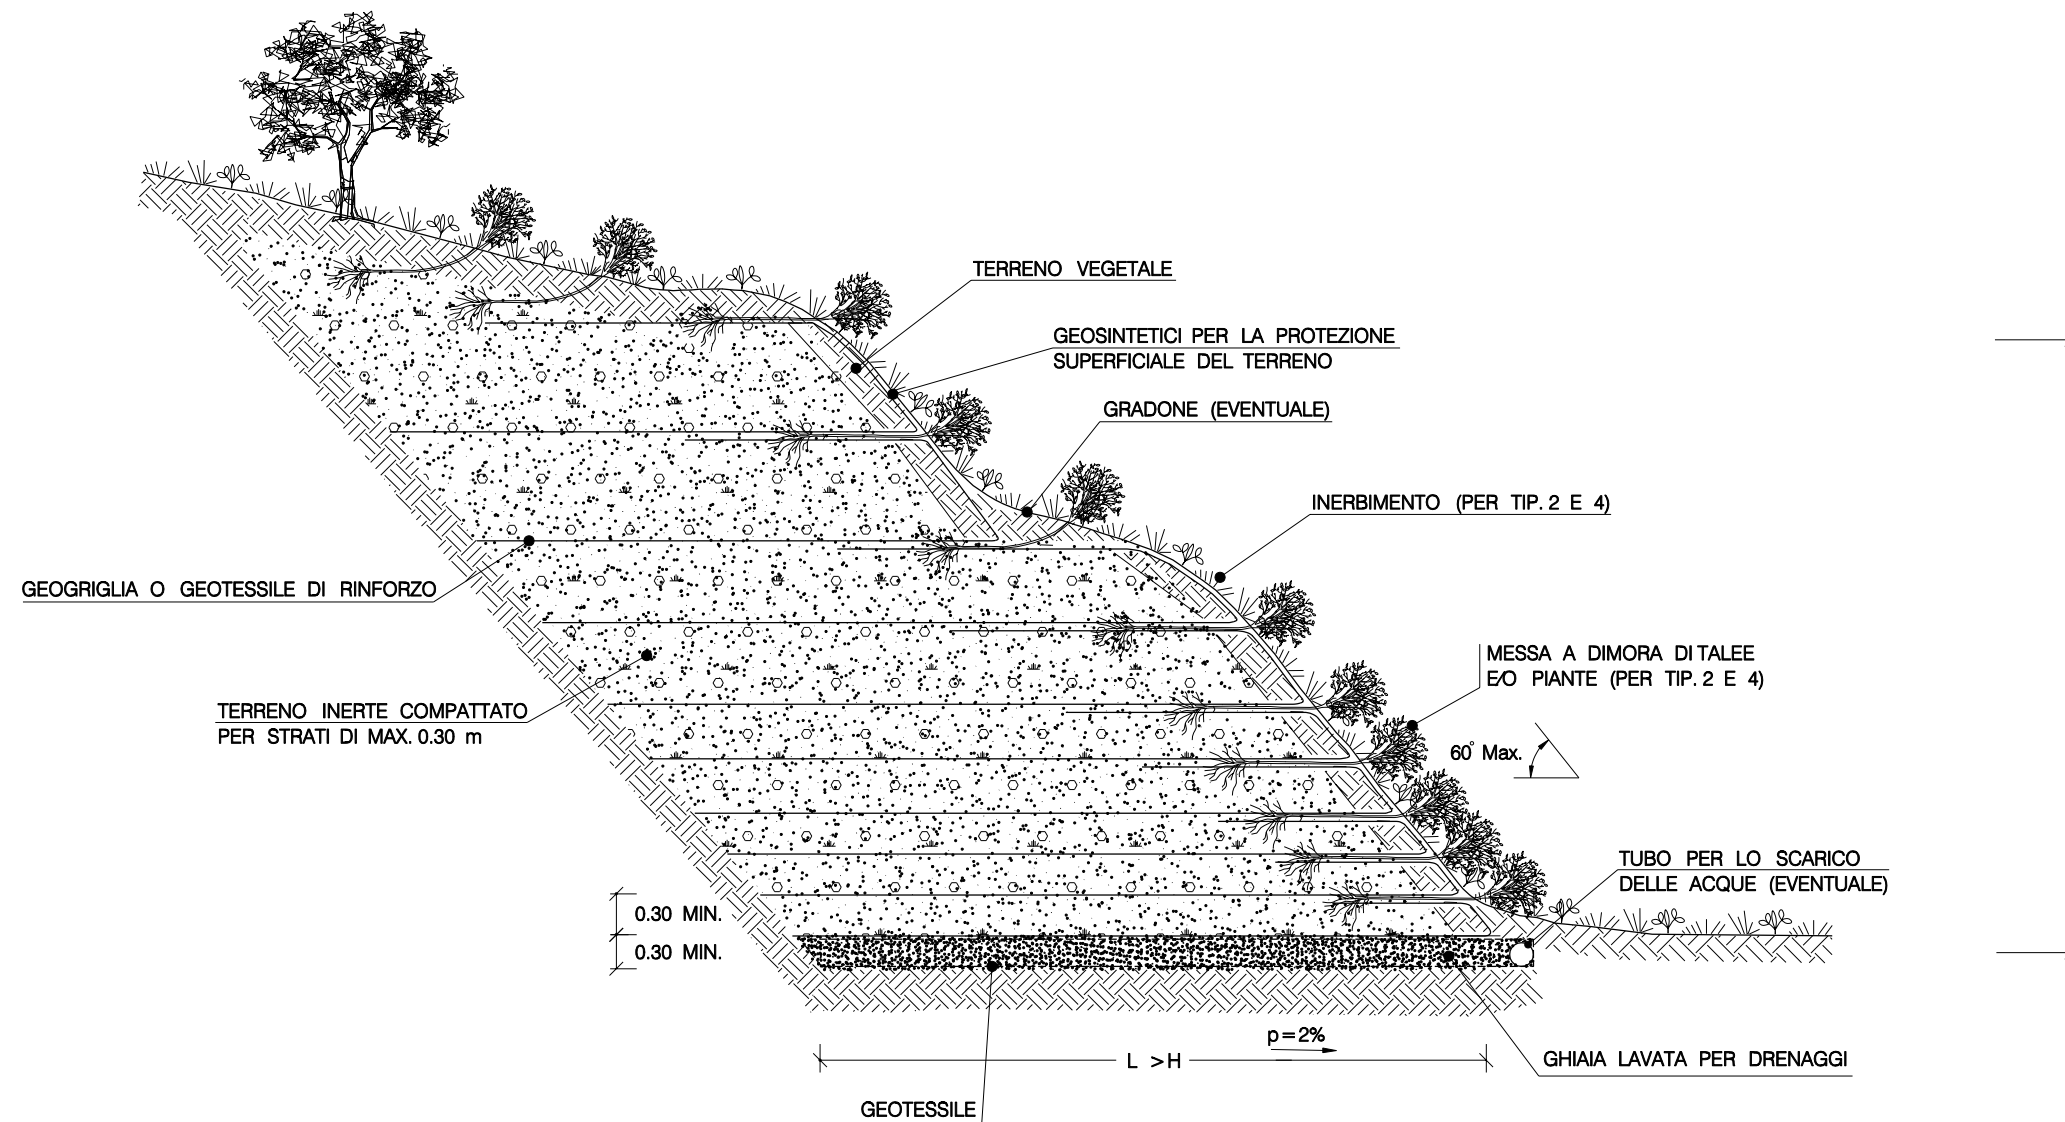 TERRENO VEGETALE
GEOSINTETICI PER LA PROTEZIONE
SUPERFICIALE DEL TERRENO
GRADONE (EVENTUALE)
INERBIMENTO (PER TIP. 2 E 4)
GEOGRIGLIA O GEOTESSILE DI RINFORZO
MESSA A DIMORA DI TALEE
E/O PIANTE (PER TIP. 2 E 4)
TERRENO INERTE COMPATTATO
PER STRATI DI MAX. 0.30 m
60° Max.
TUBO PER LO SCARICO
DELLE ACQUE (EVENTUALE)
0.30 MIN.
0.30 MIN.
p=2%
L >H
GHIAIA LAVATA PER DRENAGGI
GEOTESSILE